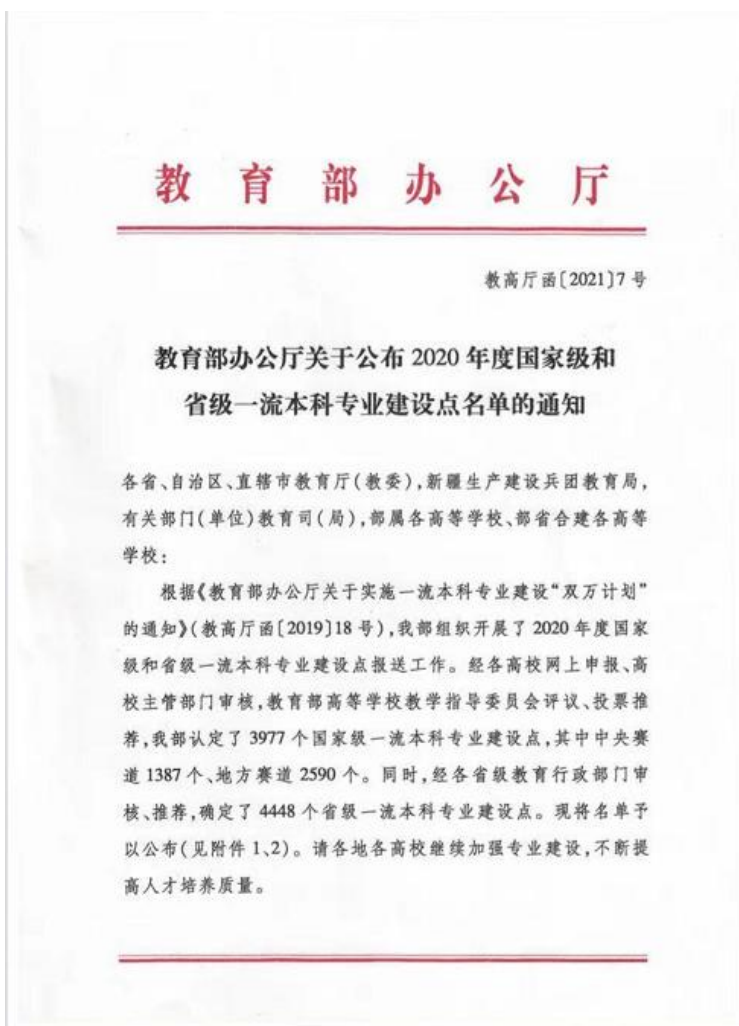 教育部办公厅
教高厅函〔2021〕7号
教育部办公厅关于公布2020年度国家级和
省级一流本科专业建设点名单的通知
各省、自治区、直辖市教育厅(教委),新疆生产建设兵团教育局,
有关部门(单位)教育司(局),部属各高等学校、部省合建各高等
学校:
根据《教育部办公厅关于实施一流本科专业建设“双万计划”
的通知》(教高厅函〔2019〕18号),我部组织开展了2020年度国家
级和省级一流本科专业建设点报送工作。经各高校网上申报、高
校主管部门审核,教育部高等学校教学指导委员会评议、投票推
荐,我部认定了3977个国家级一流本科专业建设点,其中中央赛
道1387个、地方赛道2590个。同时,经各省级教育行政部门审
核、推荐,确定了4448个省级一流本科专业建设点。现将名单予
以公布(见附件1、2)。请各地各高校继续加强专业建设,不断提
高人才培养质量。